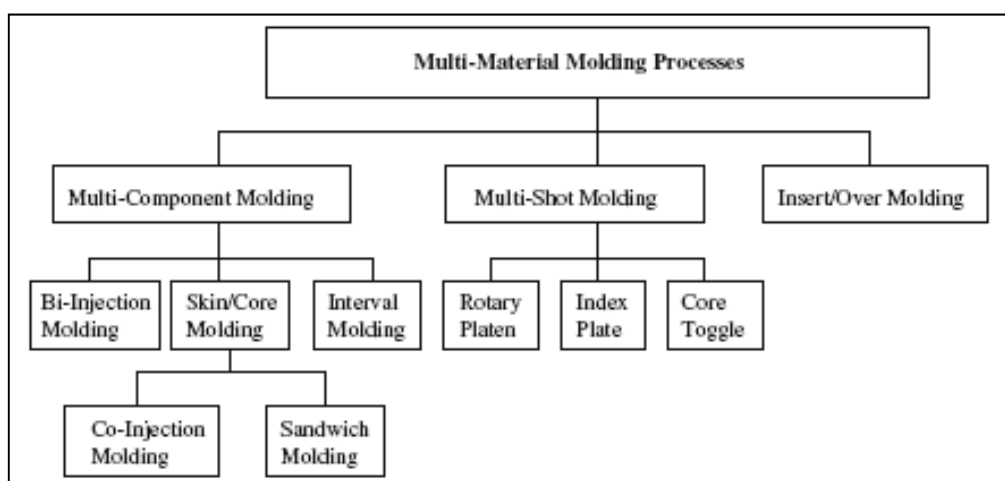 Multi-Material Molding Processes
Multi-Component Molding
Multi-Shot Molding
Insert/Over Molding
Bi-Injection
Molding
Skin/Core
Molding
Interval
Molding
Rotary
Platen
Index
Plate
Core
Toggle
Co-Injection
Molding
Sandwich
Molding